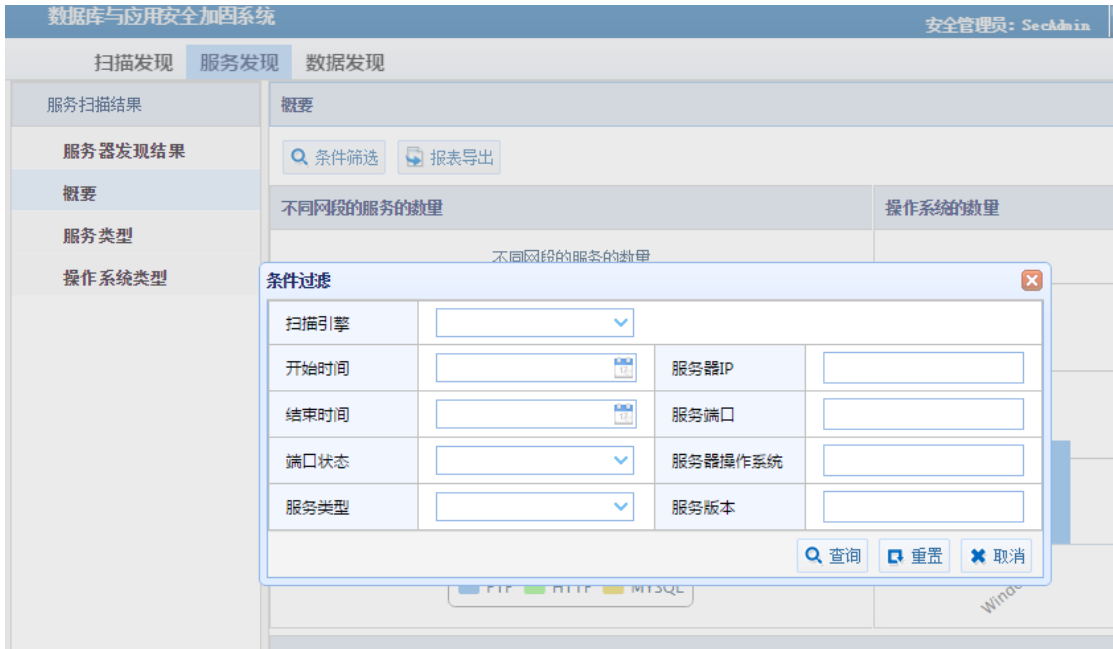 数据库与应用安全加固系统
安全管理员: SecAdmin
扫描发现 服务发现 数据发现
服务扫描结果
概要
服务器发现结果
条件筛选 报表导出
概要
不同网段的服务的数量 操作系统的数量
服务类型
不同网段的服务的数量
操作系统类型
条件过滤
扫描引擎
开始时间 服务器IP
结束时间 服务端口
端口状态 服务器操作系统
服务类型 服务版本
查询 重置 取消
FTP HTTP MYSQL